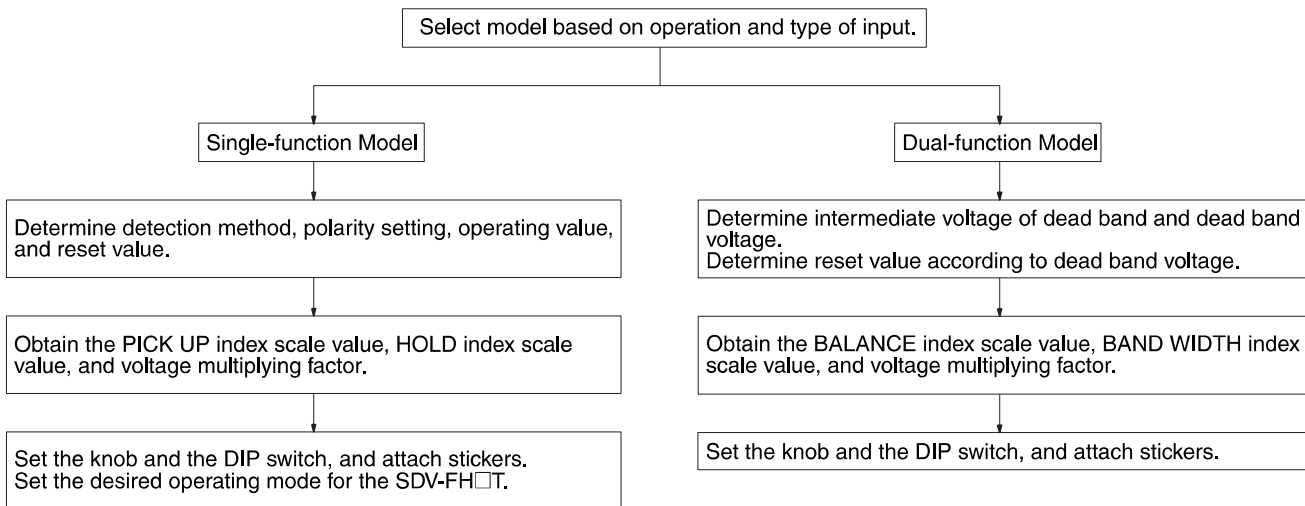 Select model based on operation and type of input.
Single-function Model
Dual-function Model
Determine detection method, polarity setting, operating value,
and reset value.
Determine intermediate voltage of dead band and dead band
voltage.
Determine reset value according to dead band voltage.
Obtain the PICK UP index scale value, HOLD index scale
value, and voltage multiplying factor.
Obtain the BALANCE index scale value, BAND WIDTH index
scale value, and voltage multiplying factor.
Set the knob and the DIP switch, and attach stickers.
Set the desired operating mode for the SDV-FH□T.
Set the knob and the DIP switch, and attach stickers.